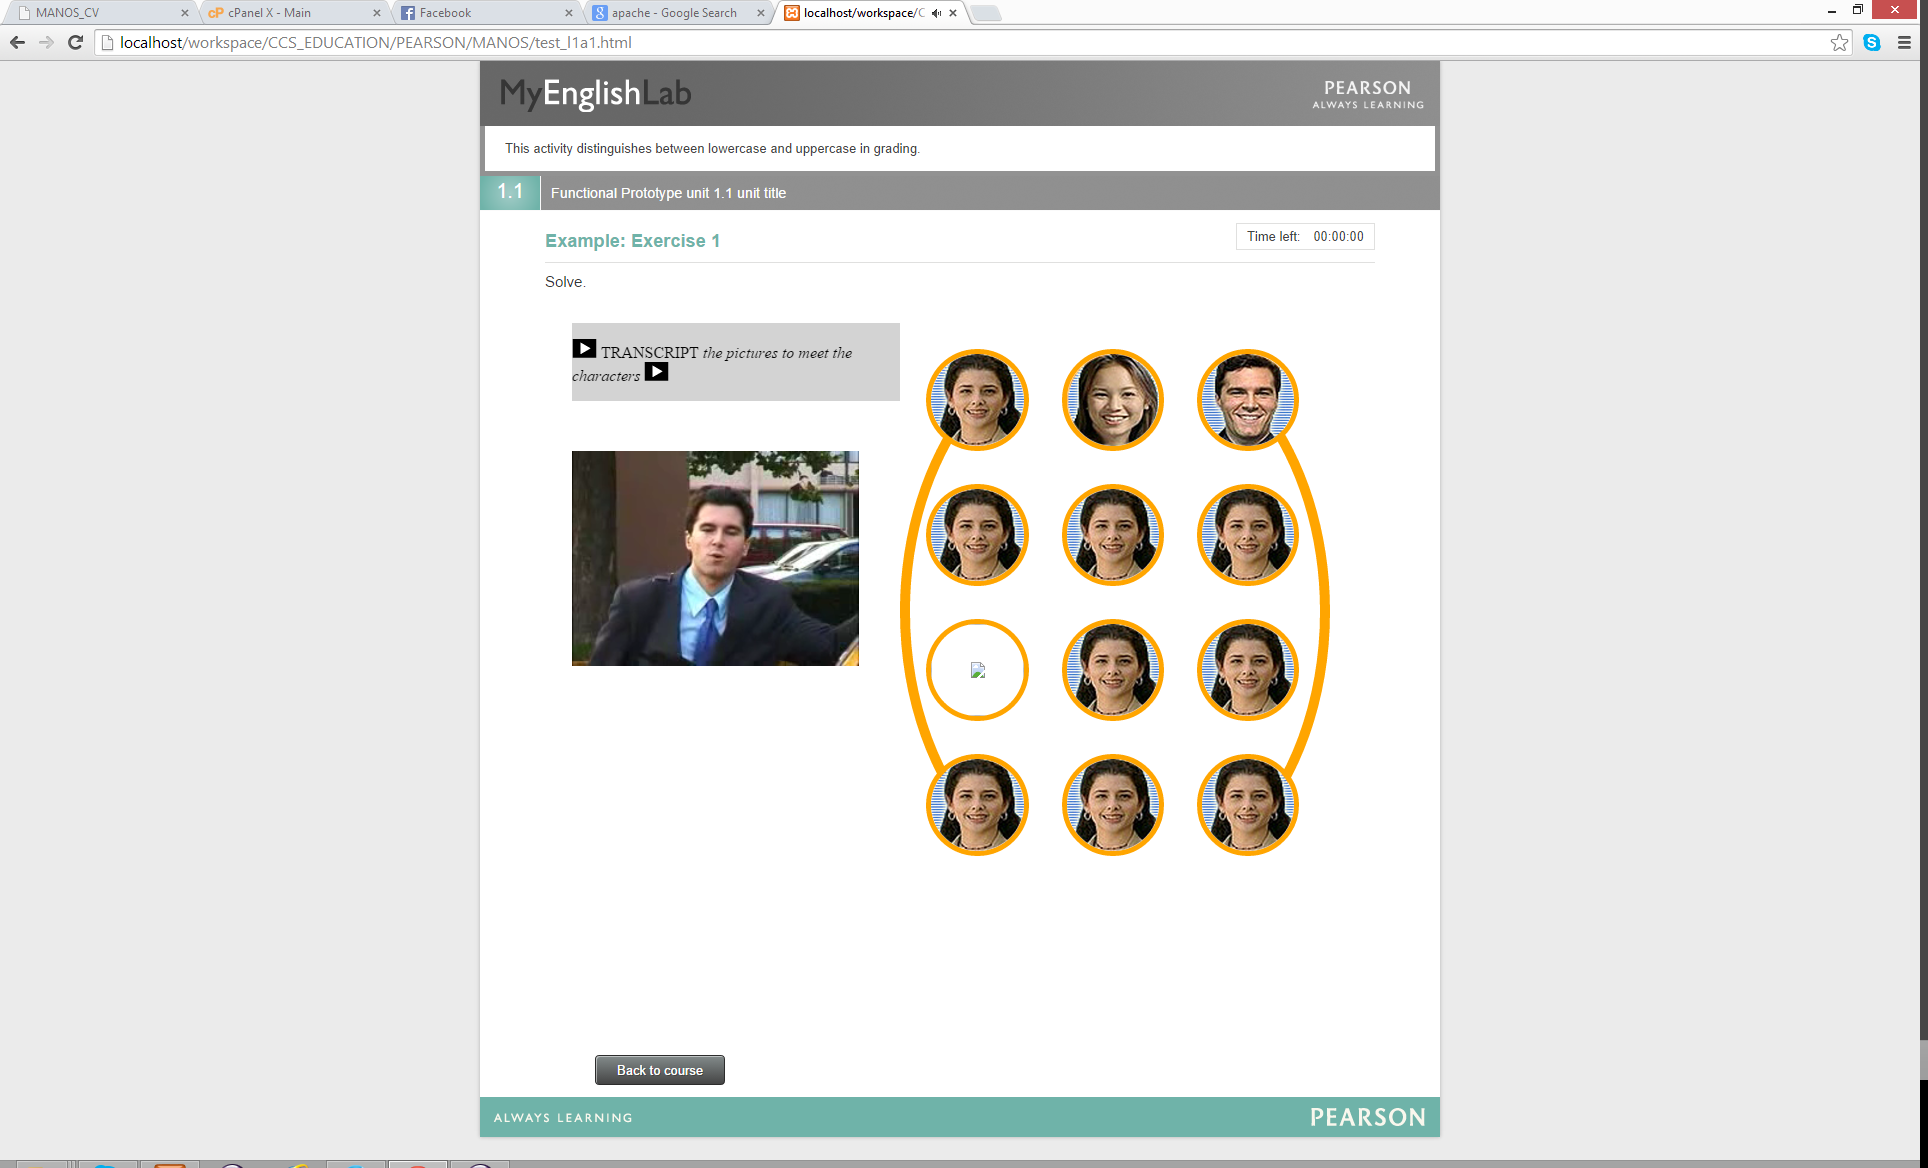 MANOS_CV
cPanel X - Main
Facebook
apache - Google Search
localhost/workspace/C
localhost/workspace/CCS_EDUCATION/PEARSON/MANOS/test_l1a1.html
MyEnglishLab
PEARSON
ALWAYS LEARNING
This activity distinguishes between lowercase and uppercase in grading.
1.1 Functional Prototype unit 1.1 unit title
Example: Exercise 1
Time left: 00:00:00
Solve.
TRANSCRIPT the pictures to meet the
characters
Back to course
ALWAYS LEARNING
PEARSON